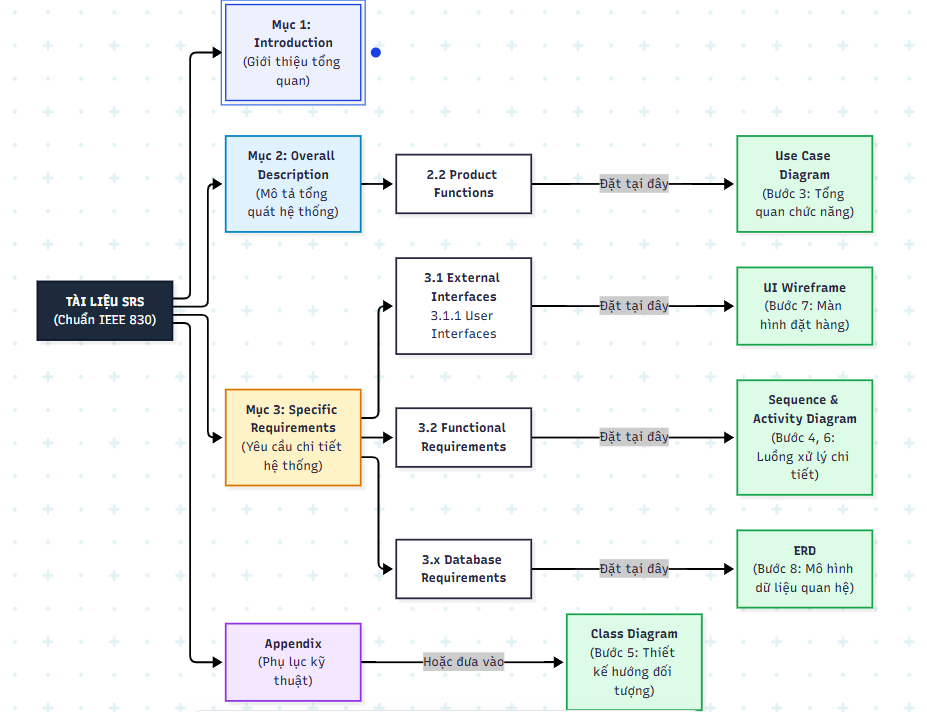 Mục 1:
Introduction
(Giới thiệu tổng
quan)
Mục 2: Overall
Description
(Mô tả tổng
quát hệ thống)
2.2 Product
Functions
Đặt tại đây
Use Case
Diagram
(Bước 3: Tổng
quan chức năng)
TÀI LIỆU SRS
(Chuẩn IEEE 830)
3.1 External
Interfaces
3.1.1 User
Interfaces
Đặt tại đây
UI Wireframe
(Bước 7: Màn
hình đặt hàng)
Mục 3: Specific
Requirements
(Yêu cầu chi tiết
hệ thống)
3.2 Functional
Requirements
Đặt tại đây
Sequence &
Activity Diagram
(Bước 4, 6:
Luồng xử lý chi
tiết)
3.x Database
Requirements
Đặt tại đây
ERD
(Bước 8: Mô hình
dữ liệu quan hệ)
Appendix
(Phụ lục kỹ
thuật)
Hoặc đưa vào
Class Diagram
(Bước 5: Thiết
kế hướng đối
tượng)